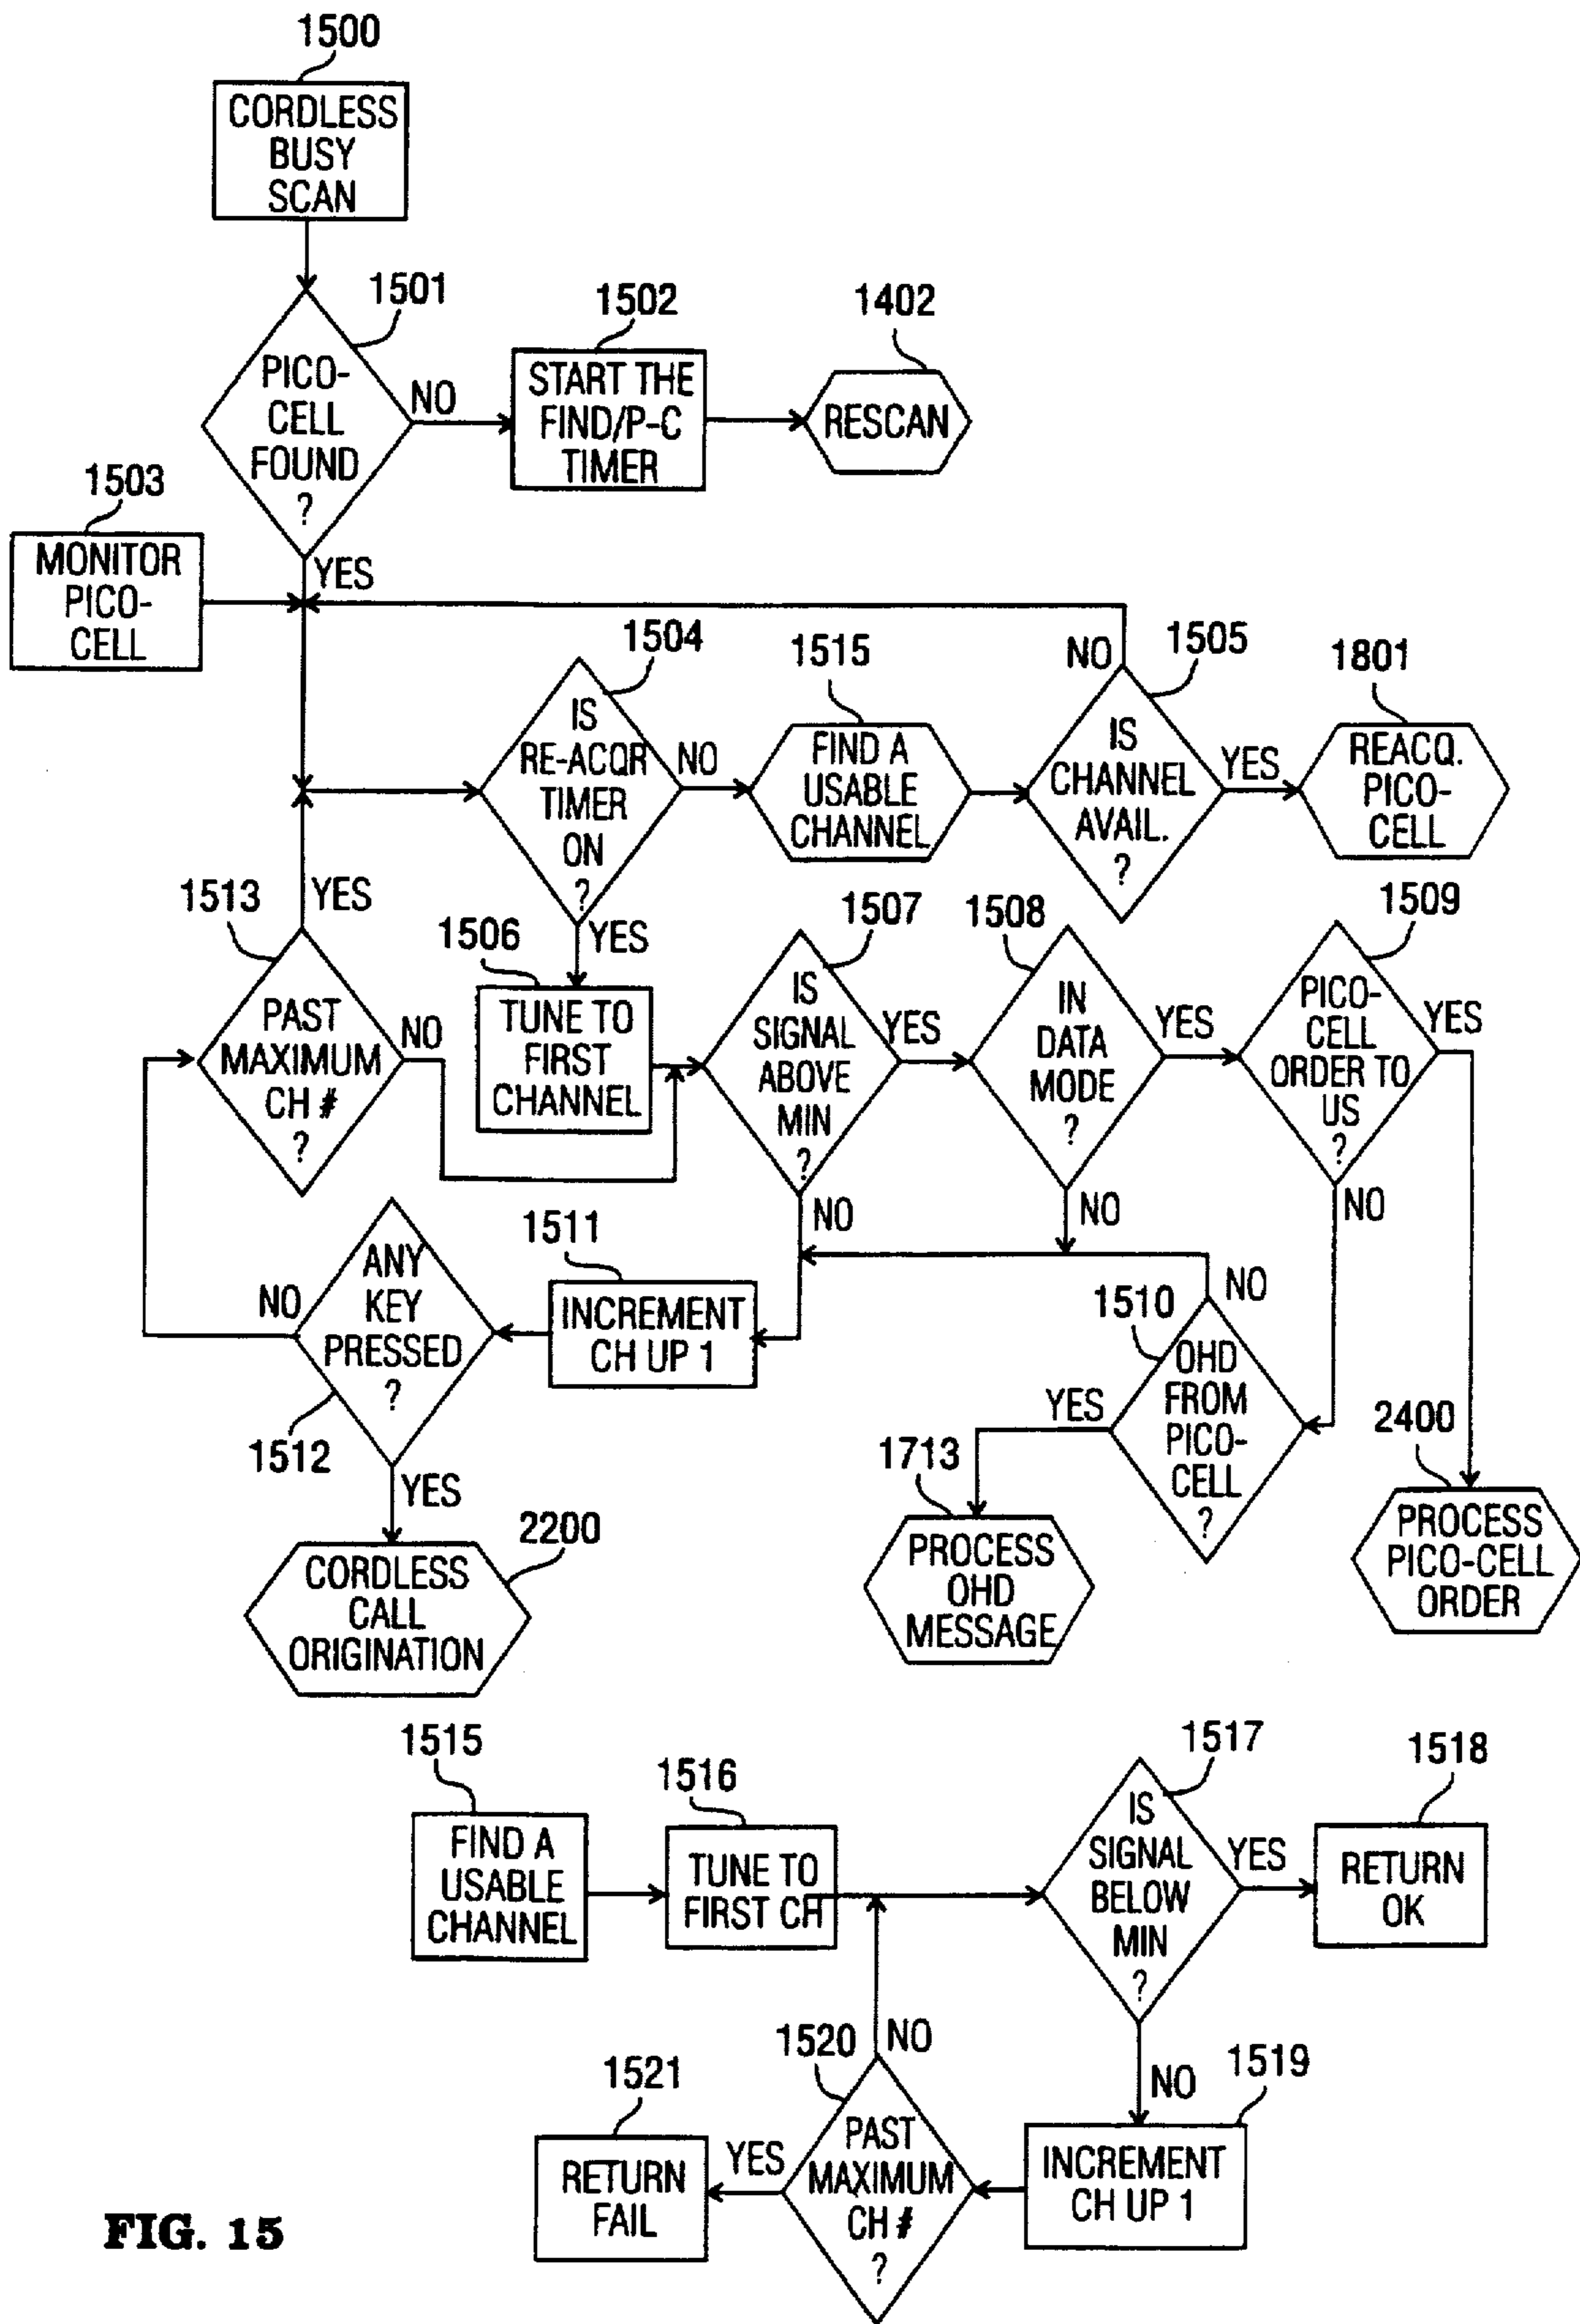 1500
CORDLESS
BUSY
SCAN
1501
PICO-
CELL
FOUND
?
NO
YES
1502
START THE
FIND/P-C
TIMER
1402
RESCAN
1503
MONITOR
PICO-
CELL
1504
IS
RE-ACQR
TIMER
ON
?
NO
YES
1515
FIND A
USABLE
CHANNEL
NO
1505
IS
CHANNEL
AVAIL.
?
YES
1801
REACQ.
PICO-
CELL
1513
YES
PAST
MAXIMUM
CH #
?
NO
1506
TUNE TO
FIRST
CHANNEL
1507
IS
SIGNAL
ABOVE
MIN
?
YES
NO
1508
IN
DATA
MODE
?
YES
NO
1509
PICO-
CELL
ORDER TO
US
?
YES
NO
1511
INCREMENT
CH UP 1
ANY
KEY
PRESSED
?
NO
1512
YES
2200
CORDLESS
CALL
ORIGINATION
1510
NO
OHD
FROM
PICO-
CELL
?
YES
1713
PROCESS
OHD
MESSAGE
2400
PROCESS
PICO-CELL
ORDER
1515
FIND A
USABLE
CHANNEL
1516
TUNE TO
FIRST CH
1517
IS
SIGNAL
BELOW
MIN
?
YES
NO
1518
RETURN
OK
1519
INCREMENT
CH UP 1
1520
NO
PAST
MAXIMUM
CH #
?
YES
1521
RETURN
FAIL
FIG. 15